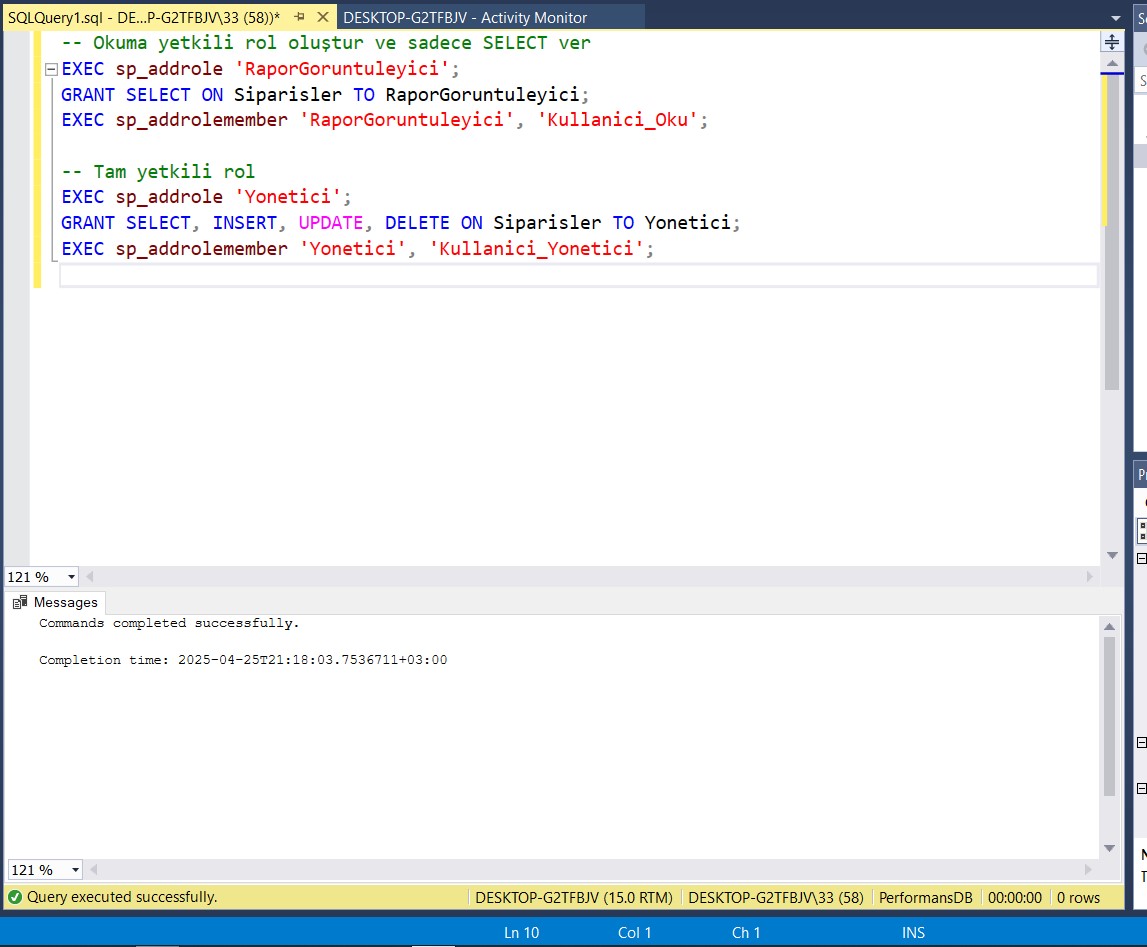 SQLQuery1.sql - DE...P-G2TFBJV\33 (58))* DESKTOP-G2TFBJV - Activity Monitor
-- Okuma yetkili rol oluştur ve sadece SELECT ver
EXEC sp_addrole 'RaporGoruntuleyici';
GRANT SELECT ON Siparisler TO RaporGoruntuleyici;
EXEC sp_addrolemember 'RaporGoruntuleyici', 'Kullanici_Oku';
-- Tam yetkili rol
EXEC sp_addrole 'Yonetici';
GRANT SELECT, INSERT, UPDATE, DELETE ON Siparisler TO Yonetici;
EXEC sp_addrolemember 'Yonetici', 'Kullanici_Yonetici';
121 %
Messages
Commands completed successfully.
Completion time: 2025-04-25T21:18:03.7536711+03:00
121 %
Query executed successfully. DESKTOP-G2TFBJV (15.0 RTM) DESKTOP-G2TFBJV\33 (58) PerformansDB 00:00:00 0 rows
Ln 10 Col 1 Ch 1 INS